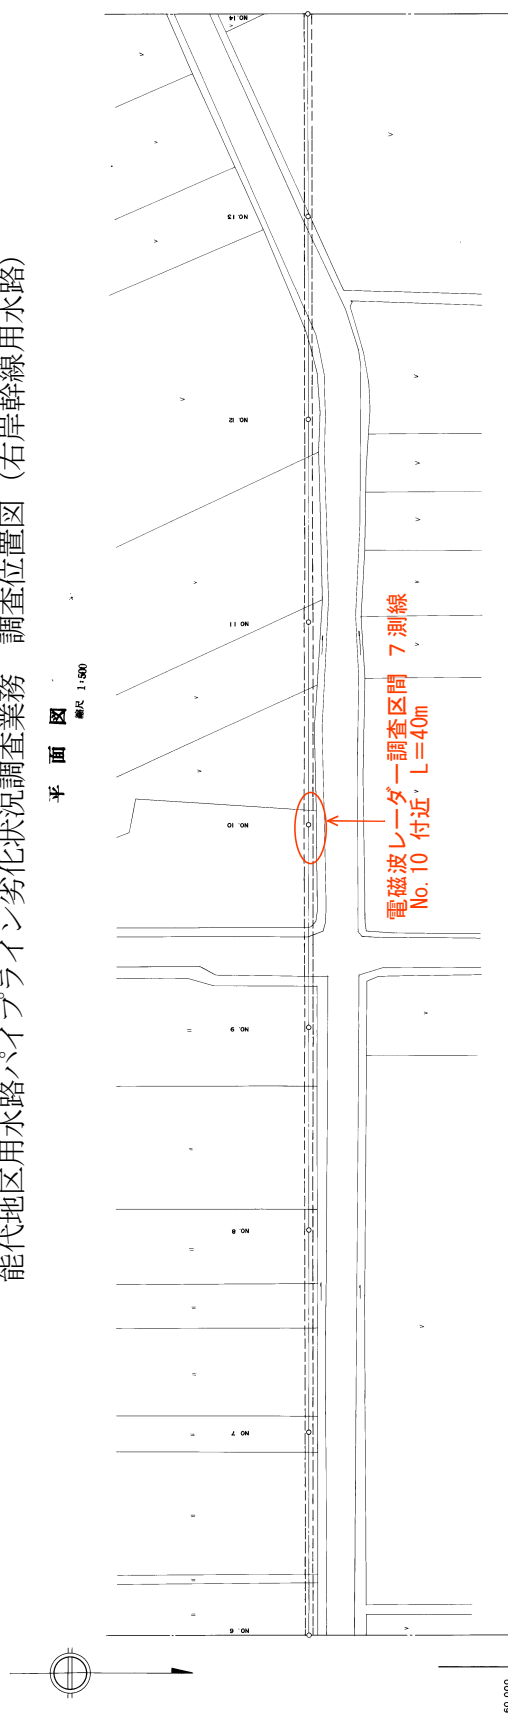 能代地区用水路パイプライン劣化状況調査業務　調査位置図（右岸幹線用水路）
平面図
縮尺 1:500
NO. 14
NO. 13
NO. 12
NO. 11
NO. 10
NO. 9
NO. 8
NO. 7
NO. 6
電磁波レーダー調査区間　７測線
No. 10 付近　L=40m